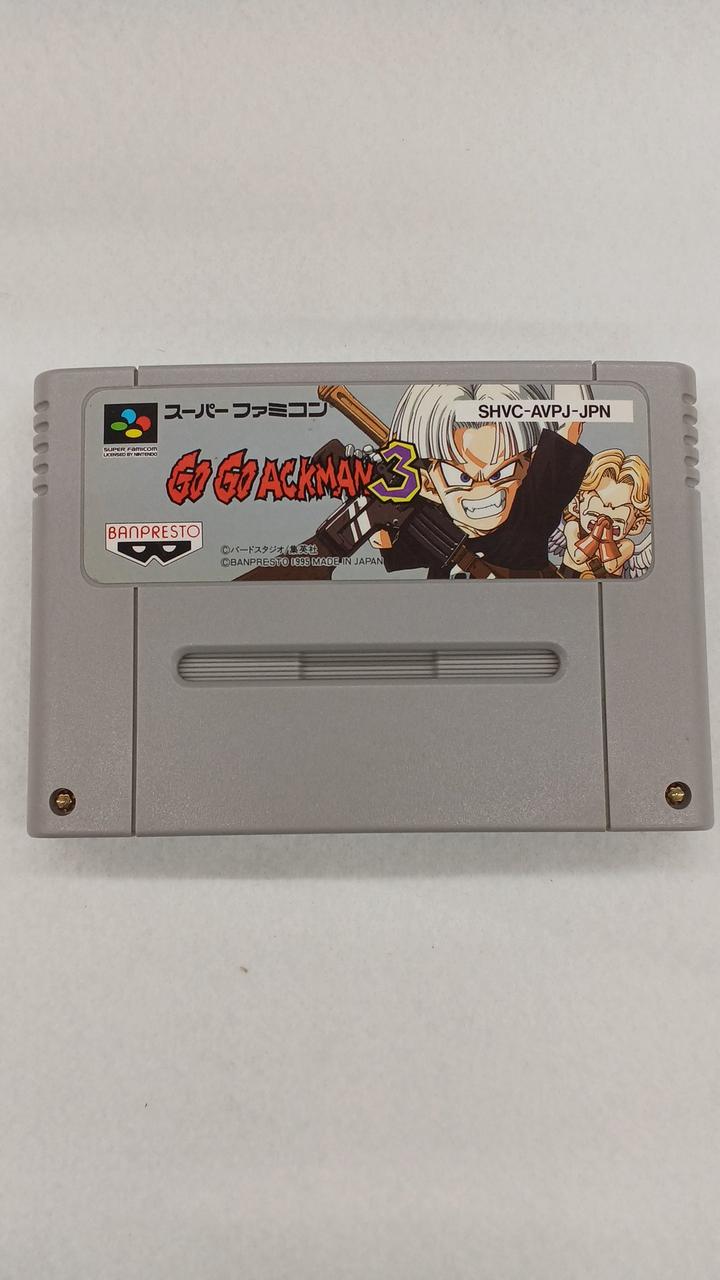 スーパーファミコン
SHVC-AVPJ-JPN
SUPER FAMICOM
LICENSED BY NINTENDO
GO GO ACKMAN 3
BANPRESTO
©バードスタジオ/集英社
©BANPRESTO 1995 MADE IN JAPAN